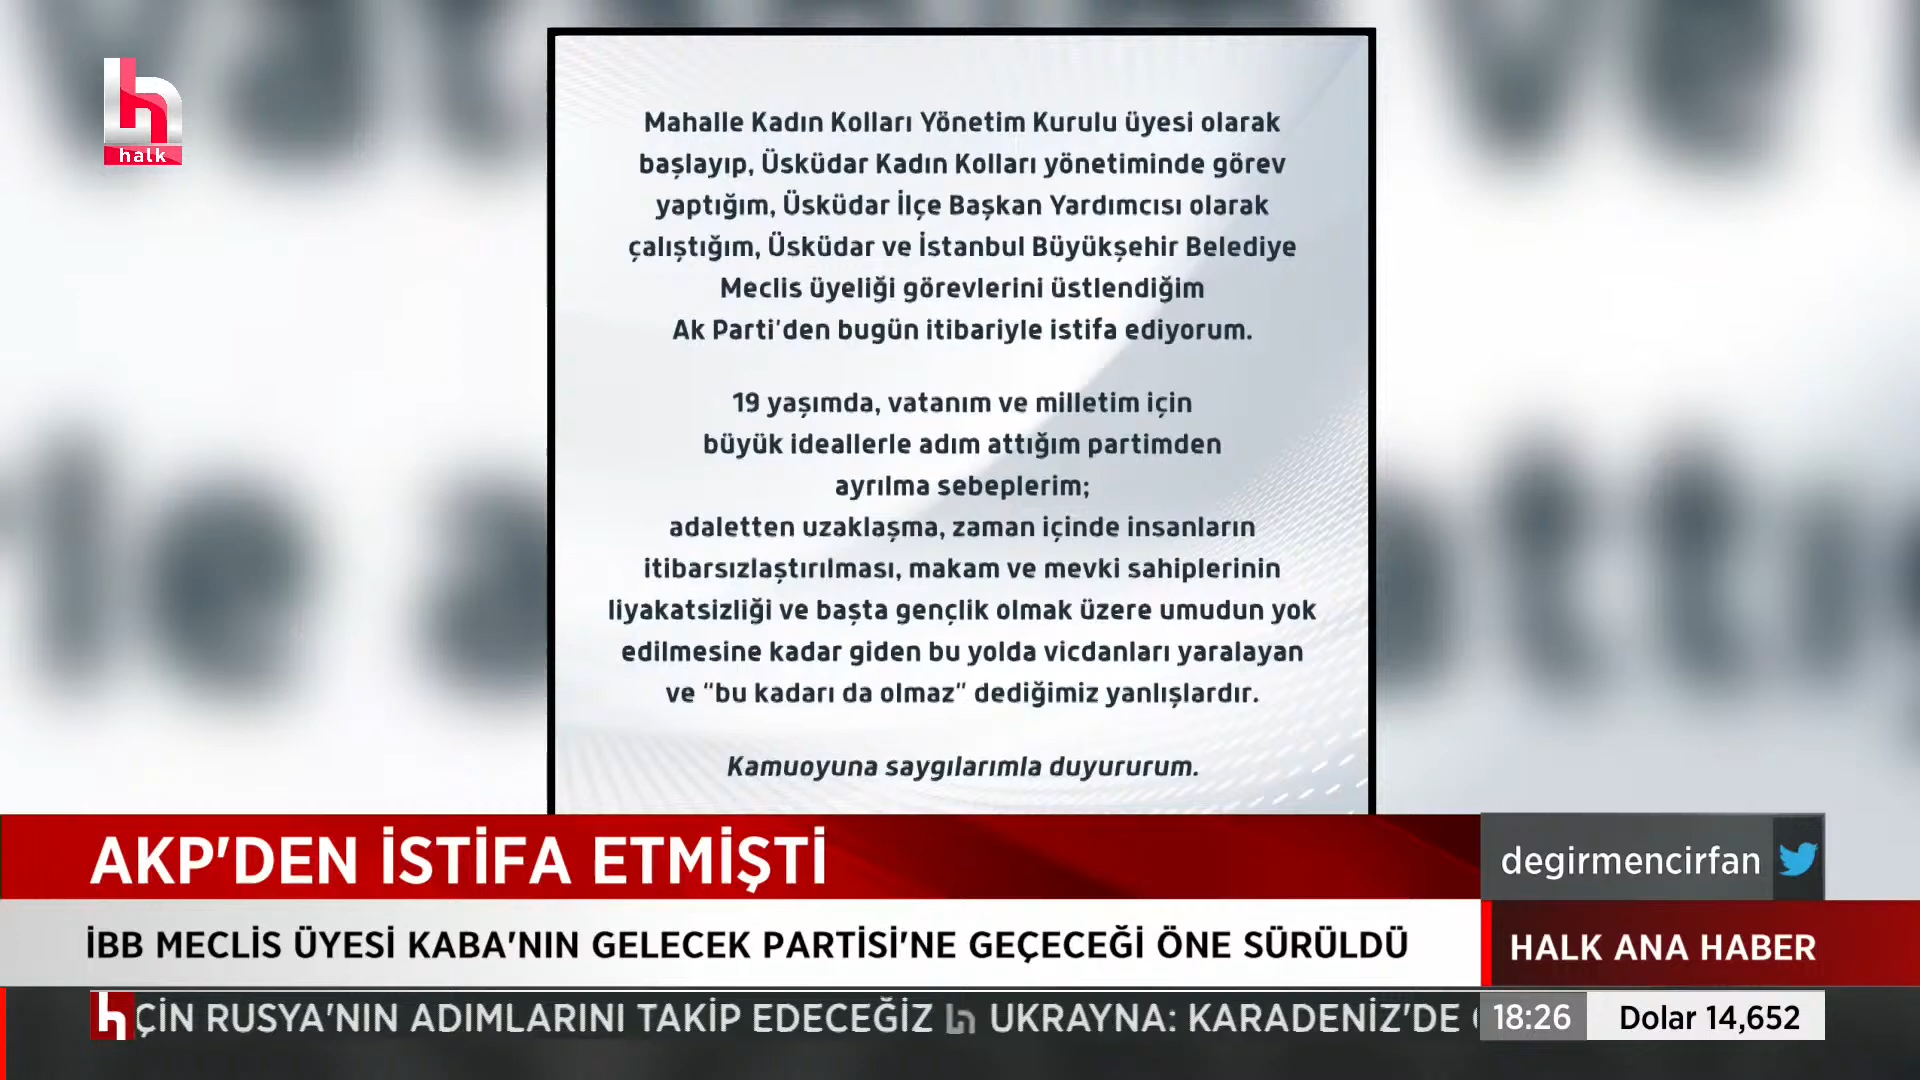 halk
Mahalle Kadın Kolları Yönetim Kurulu üyesi olarak
başlayıp, Üsküdar Kadın Kolları yönetiminde görev
yaptığım, Üsküdar İlçe Başkan Yardımcısı olarak
çalıştığım, Üsküdar ve İstanbul Büyükşehir Belediye
Meclis üyeliği görevlerini üstlendiğim
Ak Parti'den bugün itibariyle istifa ediyorum.
19 yaşımda, vatanım ve milletim için
büyük ideallerle adım attığım partimden
ayrılma sebeplerim;
adaletten uzaklaşma, zaman içinde insanların
itibarsızlaştırılması, makam ve mevki sahiplerinin
liyakatsizliği ve başta gençlik olmak üzere umudun yok
edilmesine kadar giden bu yolda vicdanları yaralayan
ve "bu kadarı da olmaz" dediğimiz yanlışlardır.
Kamuoyuna saygılarımla duyururum.
AKP'DEN İSTİFA ETMİŞTİ
degirmencirfan
İBB MECLİS ÜYESİ KABA'NIN GELECEK PARTİSİ'NE GEÇECEĞİ ÖNE SÜRÜLDÜ
HALK ANA HABER
ÇİN RUSYA'NIN ADIMLARINI TAKİP EDECEĞİZ UKRAYNA: KARADENİZ'DE
18:26 Dolar 14,652